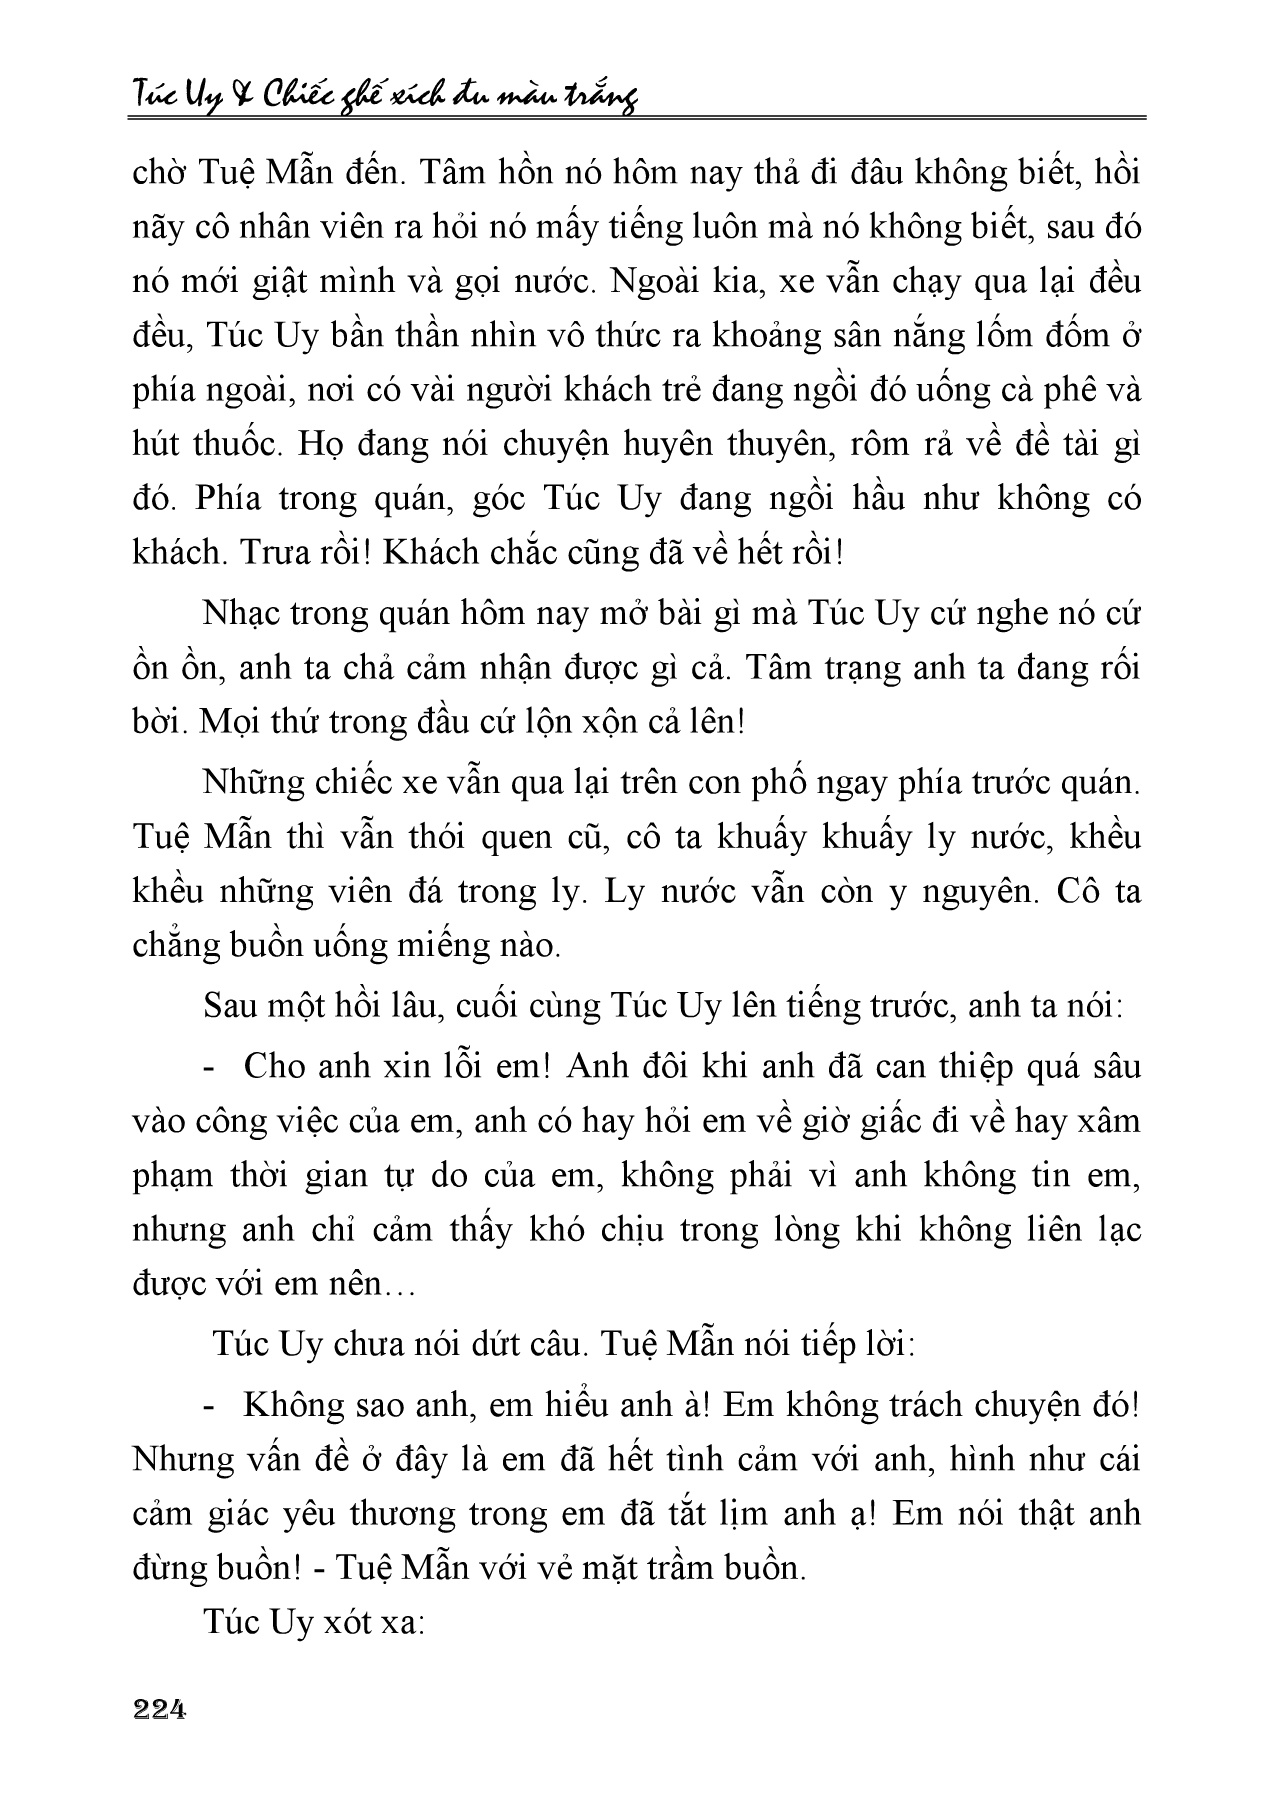 Túc Uy & Chiếc ghế xích đu màu trắng
chờ Tuệ Mẫn đến. Tâm hồn nó hôm nay thả đi đâu không biết, hồi
nãy cô nhân viên ra hỏi nó mấy tiếng luôn mà nó không biết, sau đó
nó mới giật mình và gọi nước. Ngoài kia, xe vẫn chạy qua lại đều
đều, Túc Uy bần thần nhìn vô thức ra khoảng sân nắng lốm đốm ở
phía ngoài, nơi có vài người khách trẻ đang ngồi đó uống cà phê và
hút thuốc. Họ đang nói chuyện huyên thuyên, rôm rả về đề tài gì
đó. Phía trong quán, góc Túc Uy đang ngồi hầu như không có
khách. Trưa rồi! Khách chắc cũng đã về hết rồi!
Nhạc trong quán hôm nay mở bài gì mà Túc Uy cứ nghe nó cứ
ồn ồn, anh ta chả cảm nhận được gì cả. Tâm trạng anh ta đang rối
bời. Mọi thứ trong đầu cứ lộn xộn cả lên!
Những chiếc xe vẫn qua lại trên con phố ngay phía trước quán.
Tuệ Mẫn thì vẫn thói quen cũ, cô ta khuấy khuấy ly nước, khều
khều những viên đá trong ly. Ly nước vẫn còn y nguyên. Cô ta
chẳng buồn uống miếng nào.
Sau một hồi lâu, cuối cùng Túc Uy lên tiếng trước, anh ta nói:
- Cho anh xin lỗi em! Anh đôi khi anh đã can thiệp quá sâu
vào công việc của em, anh có hay hỏi em về giờ giấc đi về hay xâm
phạm thời gian tự do của em, không phải vì anh không tin em,
nhưng anh chỉ cảm thấy khó chịu trong lòng khi không liên lạc
được với em nên…
Túc Uy chưa nói dứt câu. Tuệ Mẫn nói tiếp lời:
- Không sao anh, em hiểu anh à! Em không trách chuyện đó!
Nhưng vấn đề ở đây là em đã hết tình cảm với anh, hình như cái
cảm giác yêu thương trong em đã tắt lịm anh ạ! Em nói thật anh
đừng buồn! - Tuệ Mẫn với vẻ mặt trầm buồn.
Túc Uy xót xa:
224